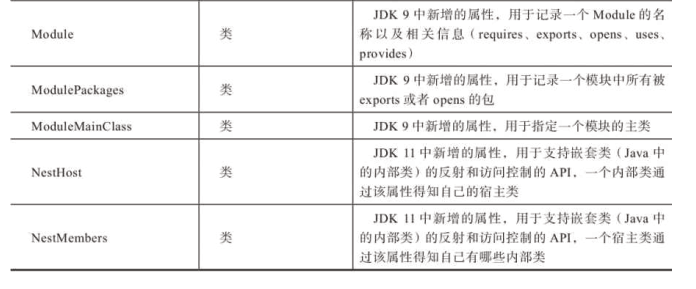 JDK 9 中新增的属性，用于记录一个 Module 的名
Module 类 称以及相关信息（requires、exports、opens、uses、
provides）
ModulePackages 类 JDK 9 中新增的属性，用于记录一个模块中所有被
exports 或者 opens 的包
ModuleMainClass 类 JDK 9 中新增的属性，用于指定一个模块的主类
JDK 11 中新增的属性，用于支持嵌套类（Java 中
NestHost 类 的内部类）的反射和访问控制的 API，一个内部类通
过该属性得知自己的宿主类
JDK 11 中新增的属性，用于支持嵌套类（Java 中
NestMembers 类 的内部类）的反射和访问控制的 API，一个宿主类通
过该属性得知自己有哪些内部类